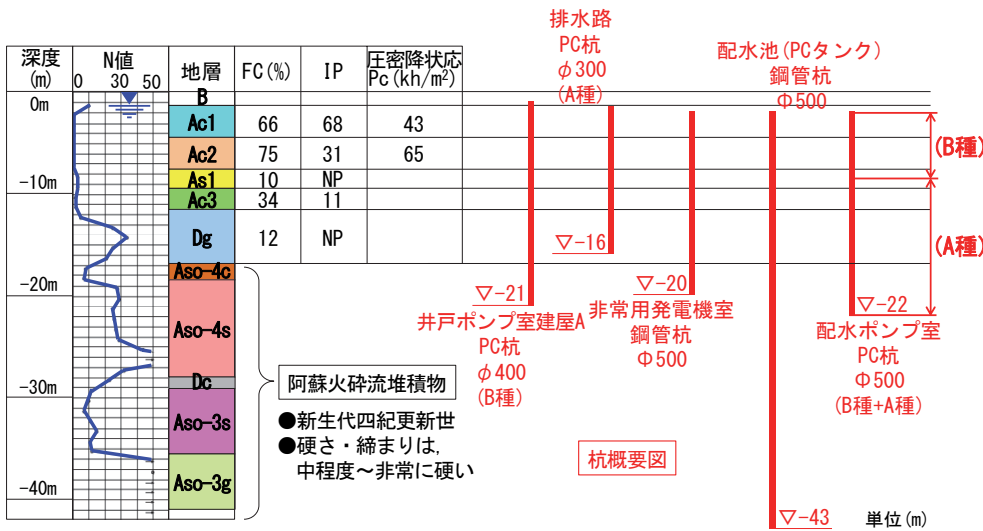 深度
(m)
N値
0 30 50
地層
FC(%)
IP
圧密降状応
Pc(kh/m²)
0m
-10m
-20m
-30m
-40m
B
Ac1 66 68 43
Ac2 75 31 65
As1 10 NP
Ac3 34 11
Dg 12 NP
Aso-4c
Aso-4s
Dc
Aso-3s
Aso-3g
阿蘇火砕流堆積物
●新生代四紀更新世
●硬さ・締まりは,
中程度～非常に硬い
排水路
PC杭
φ300
(A種)
▽-16
配水池(PCタンク)
鋼管杭
Φ500
▽-43
▽-21
井戸ポンプ室建屋A
PC杭
φ400
(B種)
▽-20
非常用発電機室
鋼管杭
Φ500
(B種)
(A種)
▽-22
配水ポンプ室
PC杭
Φ500
(B種+A種)
杭概要図
単位(m)